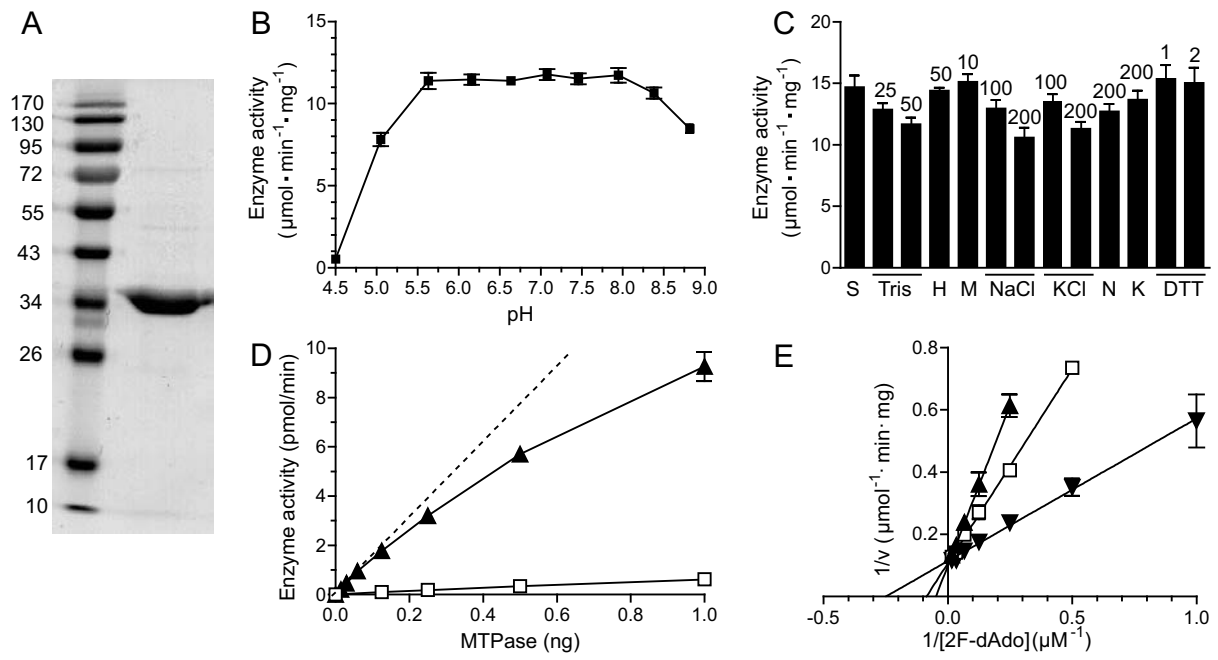 A
170
130
95
72
55
43
34
26
17
10
B
Enzyme activity
(µmol·min⁻¹·mg⁻¹)
15
10
5
0
4.5 5.0 5.5 6.0 6.5 7.0 7.5 8.0 8.5 9.0
pH
C
Enzyme activity
(µmol·min⁻¹·mg⁻¹)
20
15
10
5
0
25 50 50 10 100 200 100 200 200 200 1 2
S Tris H M NaCl KCl N K DTT
D
Enzyme activity (pmol/min)
10
8
6
4
2
0
0.0 0.2 0.4 0.6 0.8 1.0
MTPase (ng)
E
1/v (µmol⁻¹·min·mg)
0.8
0.6
0.4
0.2
-0.5 0.0 0.5 1.0
1/[2F-dAdo](µM⁻¹)